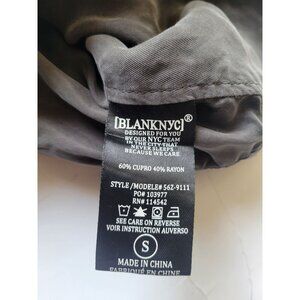 [BLANKNYC]®
DESIGNED FOR YOU
BY OUR NYC TEAM
IN THE CITY THAT
NEVER SLEEPS
BECAUSE WE CARE.
60% CUPRO 40% RAYON
STYLE/MODELE# 56Z-9111
PO# 103977
RN# 114542
SEE CARE ON REVERSE
VOIR INSTRUCTION AUVERSO
S
MADE IN CHINA
FABRIQUÉ EN CHINE